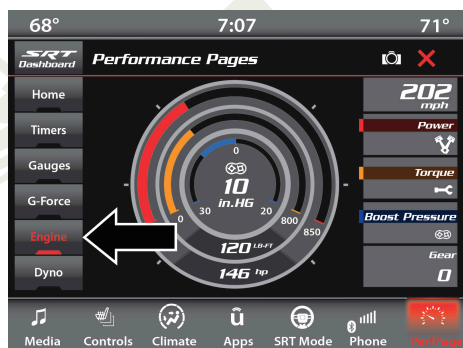 68° 7:07 71°
SRT
Dashboard
Performance Pages
Home
Timers
Gauges
G-Force
Engine
Dyno
0
10
in.HG
30 20
0 800
850
120 LB-FT
146 hp
202
mph
Power
Torque
Boost Pressure
Gear
0
Media Controls Climate Apps SRT Mode Phone Perf Page